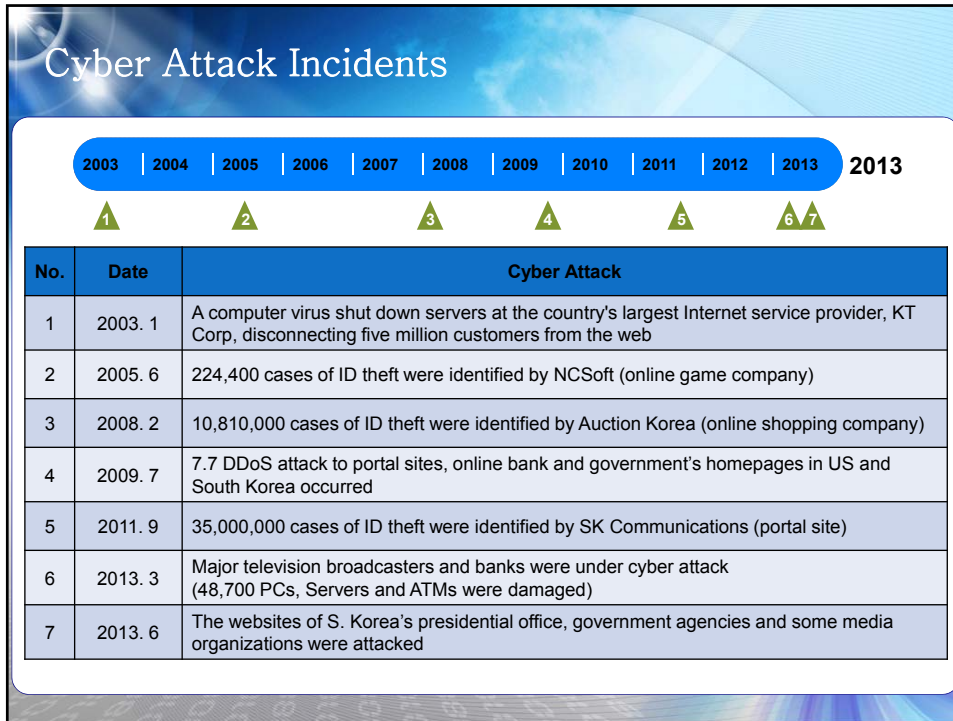 Cyber Attack Incidents
2003 2004 2005 2006 2007 2008 2009 2010 2011 2012 2013 2013
1 2 3 4 5 6 7
No. Date Cyber Attack
1 2003. 1 A computer virus shut down servers at the country's largest Internet service provider, KT
Corp, disconnecting five million customers from the web
2 2005. 6 224,400 cases of ID theft were identified by NCSoft (online game company)
3 2008. 2 10,810,000 cases of ID theft were identified by Auction Korea (online shopping company)
4 2009. 7 7.7 DDoS attack to portal sites, online bank and government’s homepages in US and
South Korea occurred
5 2011. 9 35,000,000 cases of ID theft were identified by SK Communications (portal site)
6 2013. 3 Major television broadcasters and banks were under cyber attack
(48,700 PCs, Servers and ATMs were damaged)
7 2013. 6 The websites of S. Korea’s presidential office, government agencies and some media
organizations were attacked